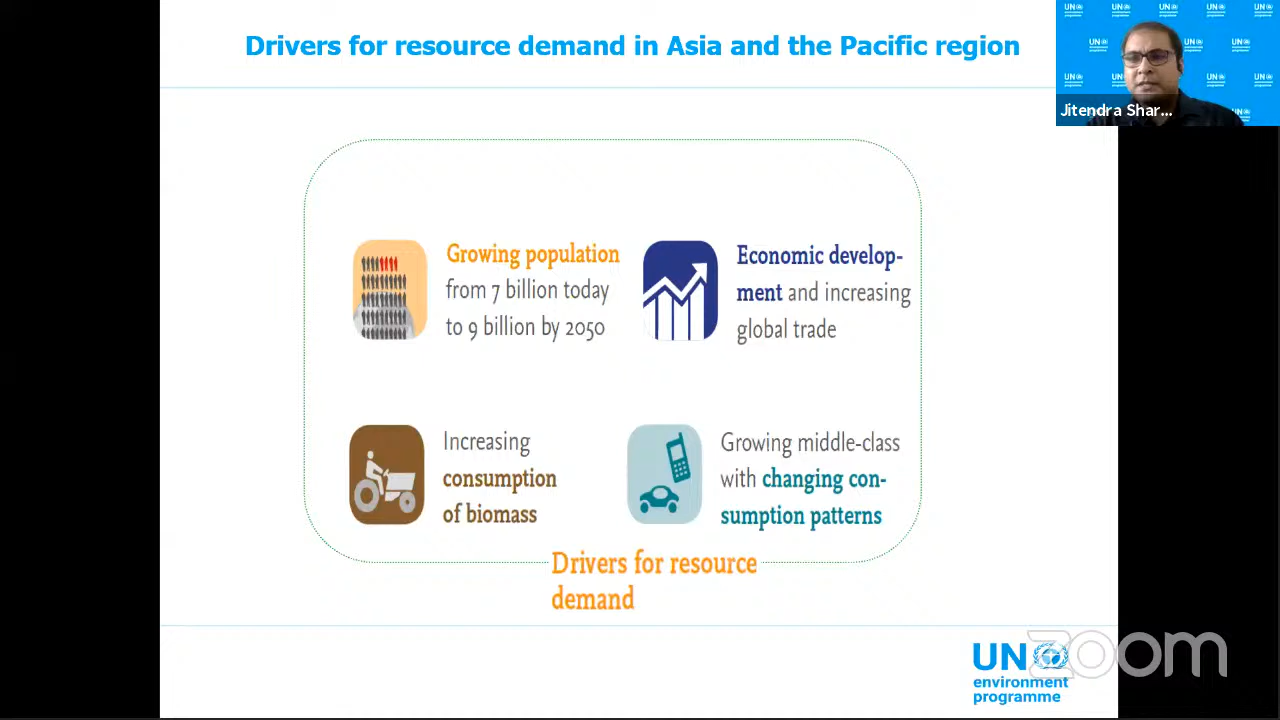 Drivers for resource demand in Asia and the Pacific region
Jitendra Shar...
Growing population
from 7 billion today
to 9 billion by 2050
Economic develop-
ment and increasing
global trade
Increasing
consumption
of biomass
Growing middle-class
with changing con-
sumption patterns
Drivers for resource
demand
UN
environment
programme
zoom